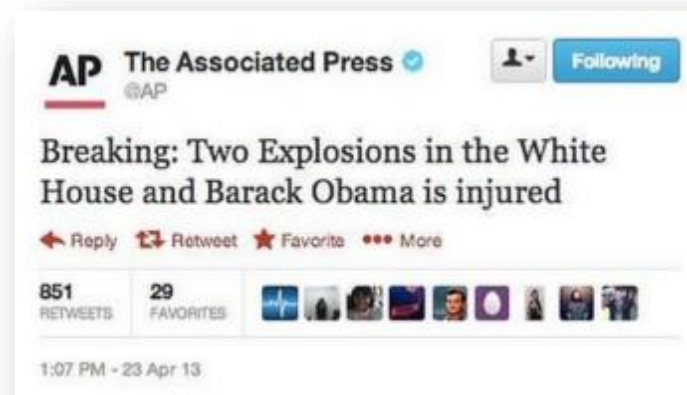 AP The Associated Press
@AP
Following
Breaking: Two Explosions in the White
House and Barack Obama is injured
Reply Retweet Favorite More
851 29
RETWEETS FAVORITES
1:07 PM - 23 Apr 13